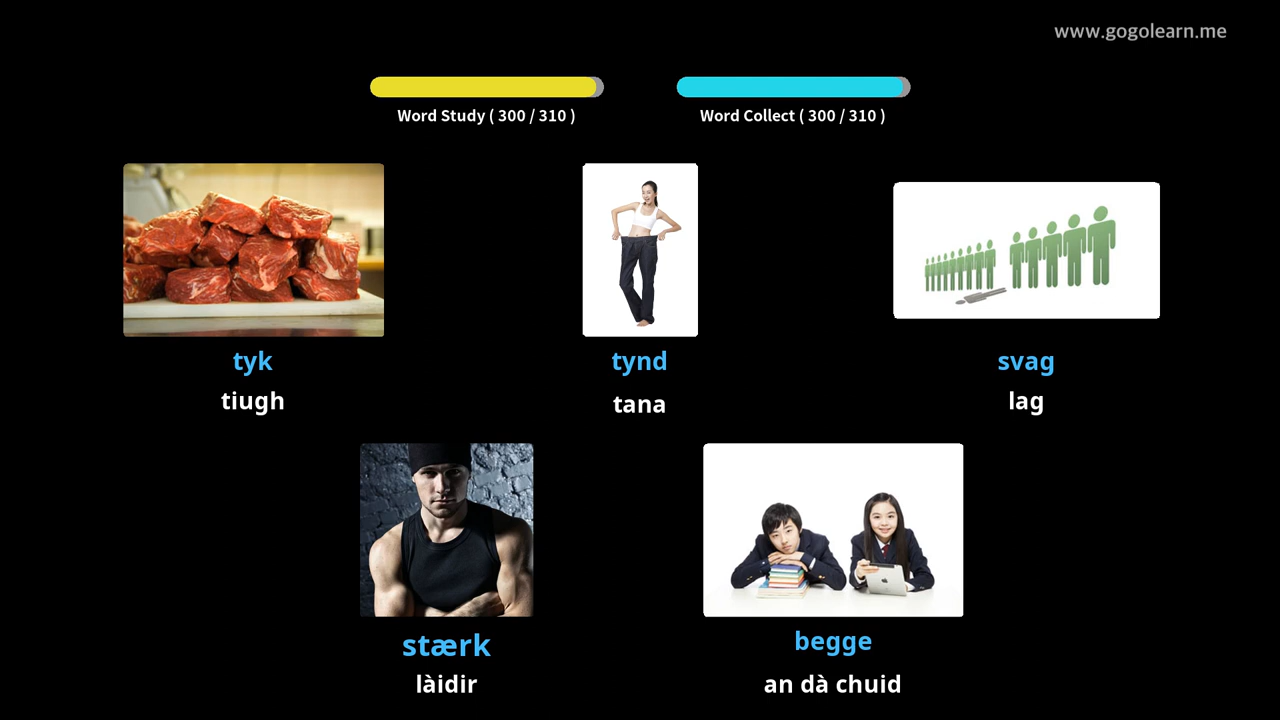 www.gogolearn.me
Word Study ( 300 / 310 )
Word Collect ( 300 / 310 )
tyk
tiugh
tynd
tana
svag
lag
stærk
làidir
begge
an dà chuid